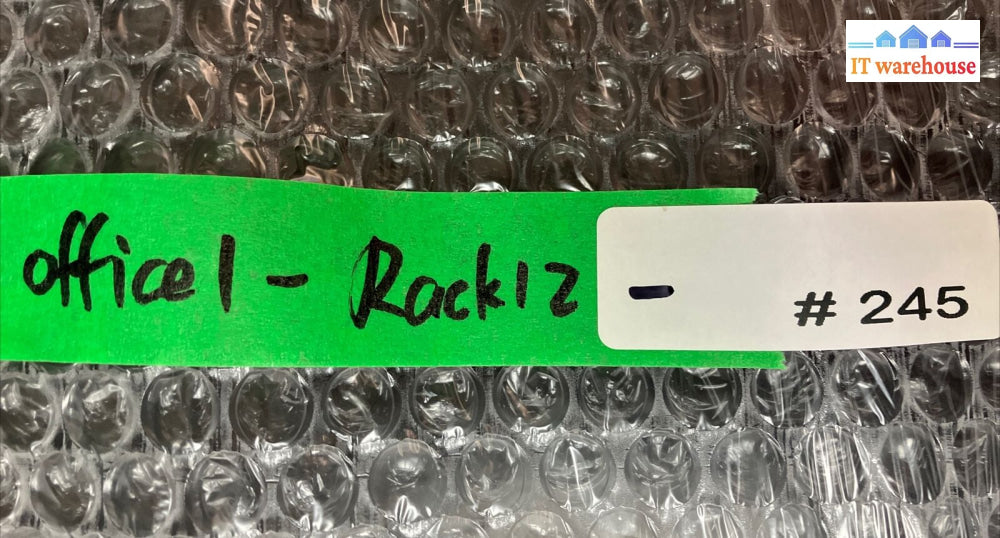 IT warehouse
office1 - Rack12 - # 245